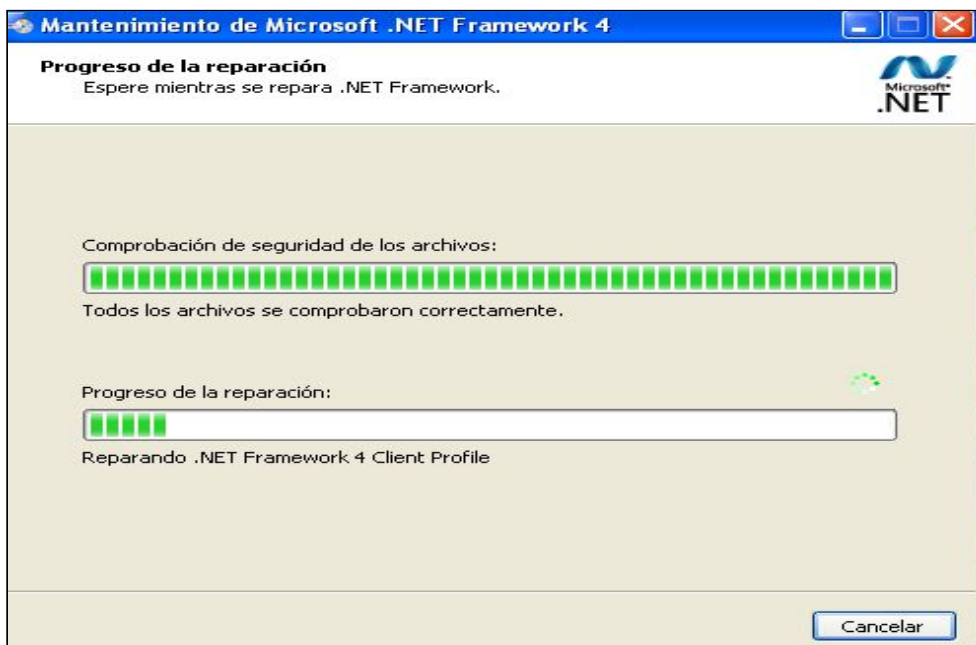 Mantenimiento de Microsoft .NET Framework 4
Progreso de la reparación
Espere mientras se repara .NET Framework.
Microsoft®
.NET
Comprobación de seguridad de los archivos:
Todos los archivos se comprobaron correctamente.
Progreso de la reparación:
Reparando .NET Framework 4 Client Profile
Cancelar